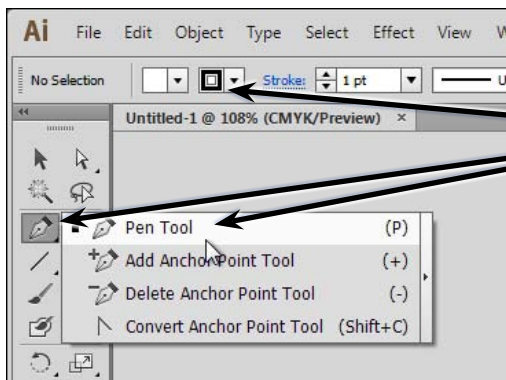 Ai File Edit Object Type Select Effect View
No Selection Stroke: 1 pt
Untitled-1 @ 108% (CMYK/Preview) ×
Pen Tool (P)
Add Anchor Point Tool (+)
Delete Anchor Point Tool (-)
Convert Anchor Point Tool (Shift+C)